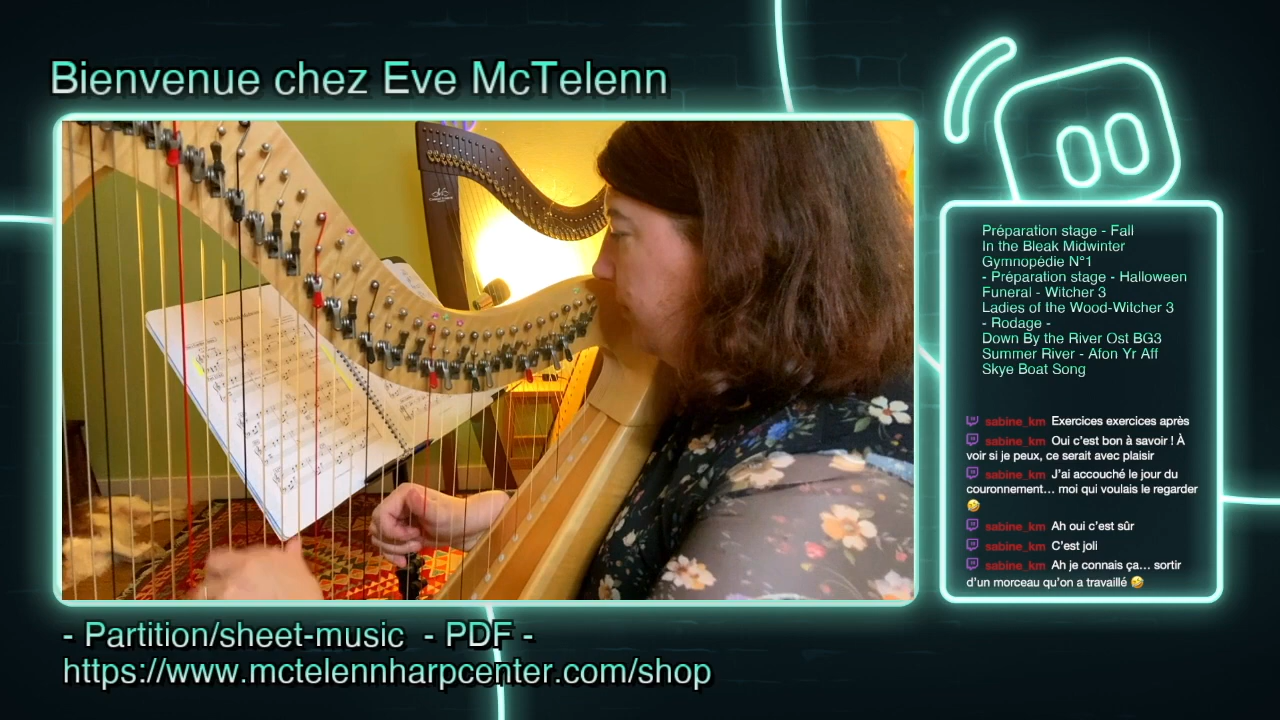 Bienvenue chez Eve McTelenn
In the Bleak Midwinter
Préparation stage - Fall
In the Bleak Midwinter
Gymnopédie N°1
- Préparation stage - Halloween
Funeral - Witcher 3
Ladies of the Wood-Witcher 3
- Rodage -
Down By the River Ost BG3
Summer River - Afon Yr Aff
Skye Boat Song
sabine_km Exercices exercices après
sabine_km Oui c’est bon à savoir ! À
voir si je peux, ce serait avec plaisir
sabine_km J’ai accouché le jour du
couronnement… moi qui voulais le regarder
🤣
sabine_km Ah oui c’est sûr
sabine_km C’est joli
sabine_km Ah je connais ça… sortir
d’un morceau qu’on a travaillé 🤣
- Partition/sheet-music - PDF -
https://www.mctelennharpcenter.com/shop